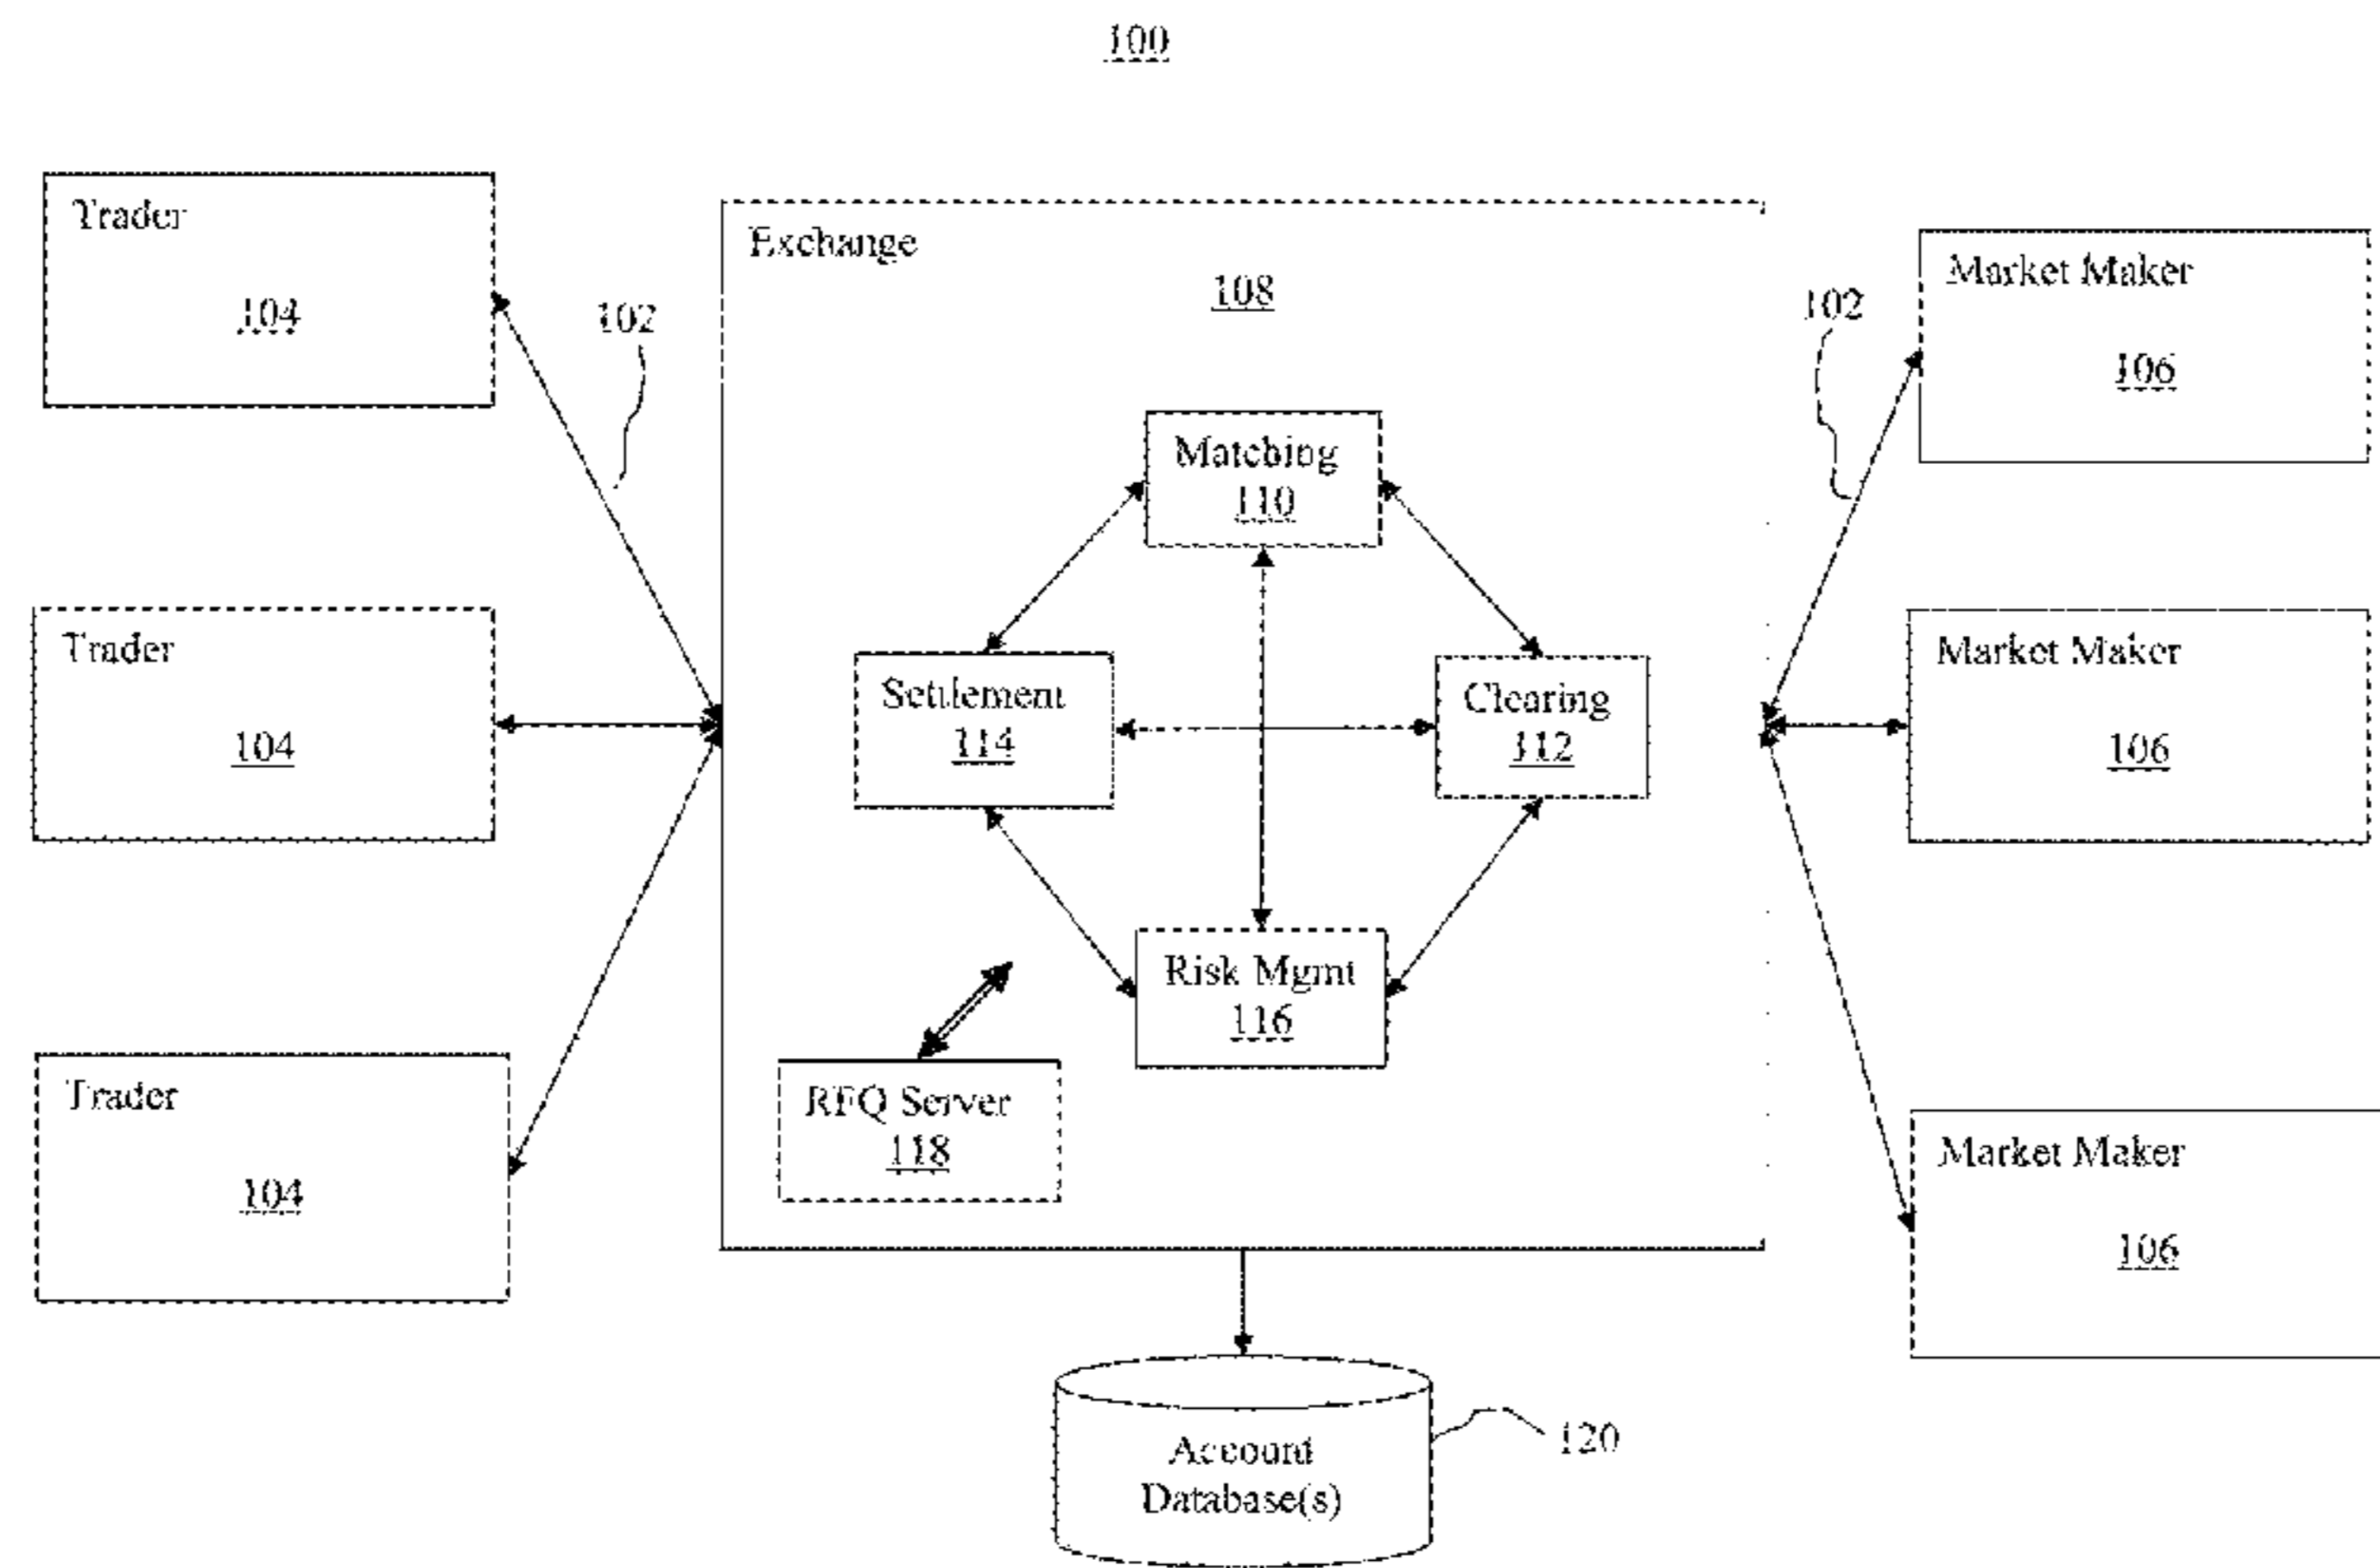 100
Trader
104
102
Exchange
108
102
Market Maker
106
Matching
110
Trader
104
Settlement
114
Clearing
112
Market Maker
106
Risk Mgmt
116
Trader
104
RFQ Server
118
Market Maker
106
Account
Database(s)
120